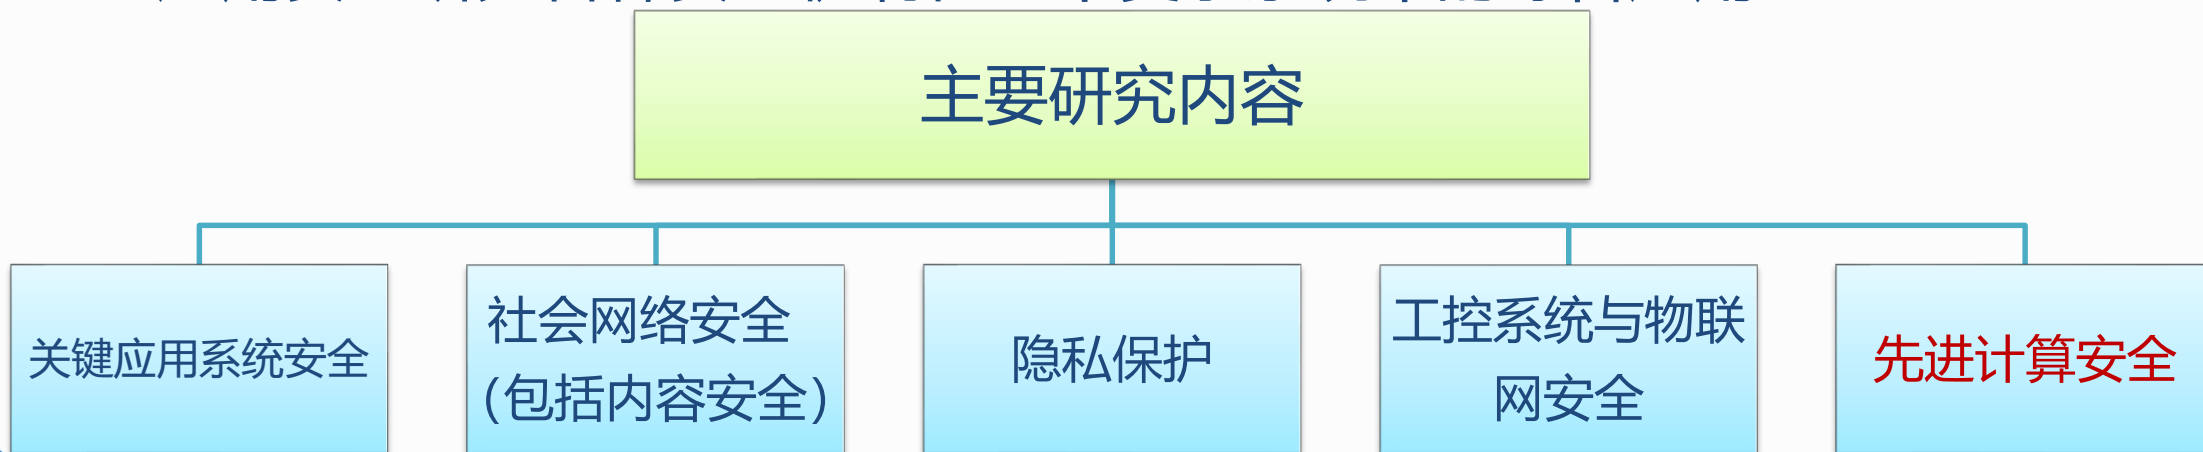 主要研究内容
关键应用系统安全
社会网络安全
(包括内容安全)
隐私保护
工控系统与物联
网安全
先进计算安全